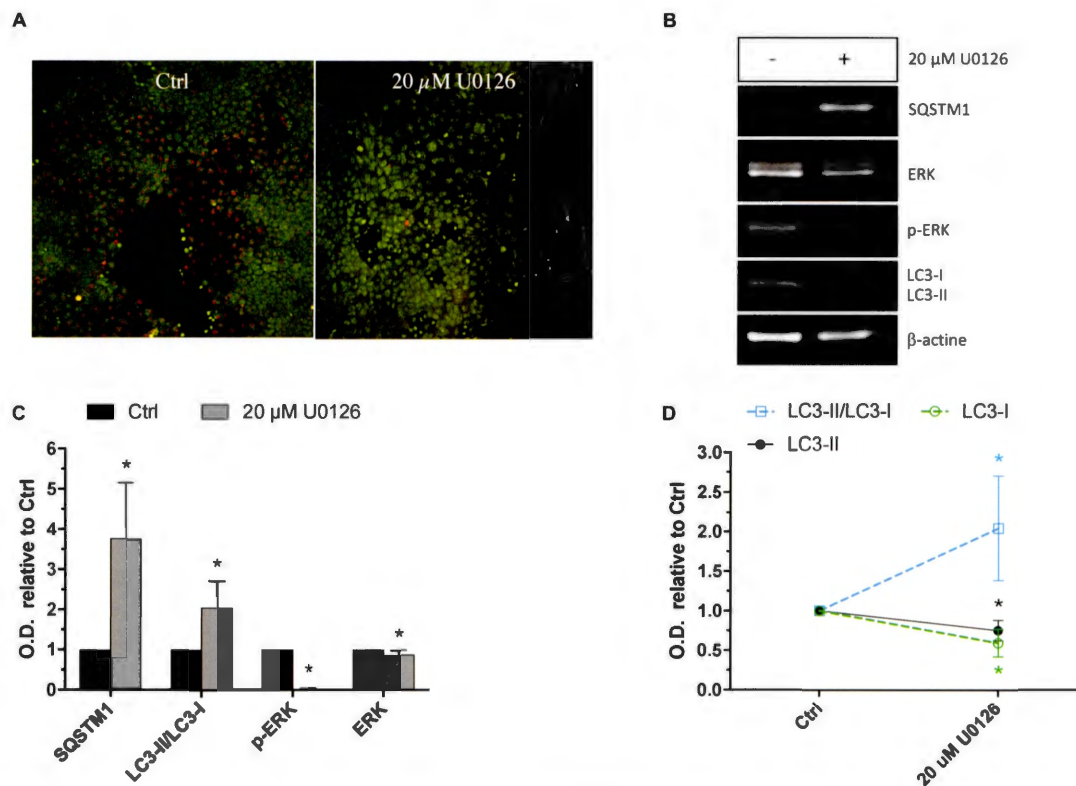 A
Ctrl
20 µM U0126
B
- + 20 µM U0126
SQSTM1
ERK
p-ERK
LC3-I
LC3-II
β-actine
C
Ctrl 20 µM U0126
O.D. relative to Ctrl
6
5
4
3
2
1
0
* * * *
SQSTM1 LC3-II/LC3-I p-ERK ERK
D
LC3-II/LC3-I LC3-I
LC3-II
O.D. relative to Ctrl
3.0
2.5
2.0
1.5
1.0
0.5
0.0
*
*
*
Ctrl 20 uM U0126